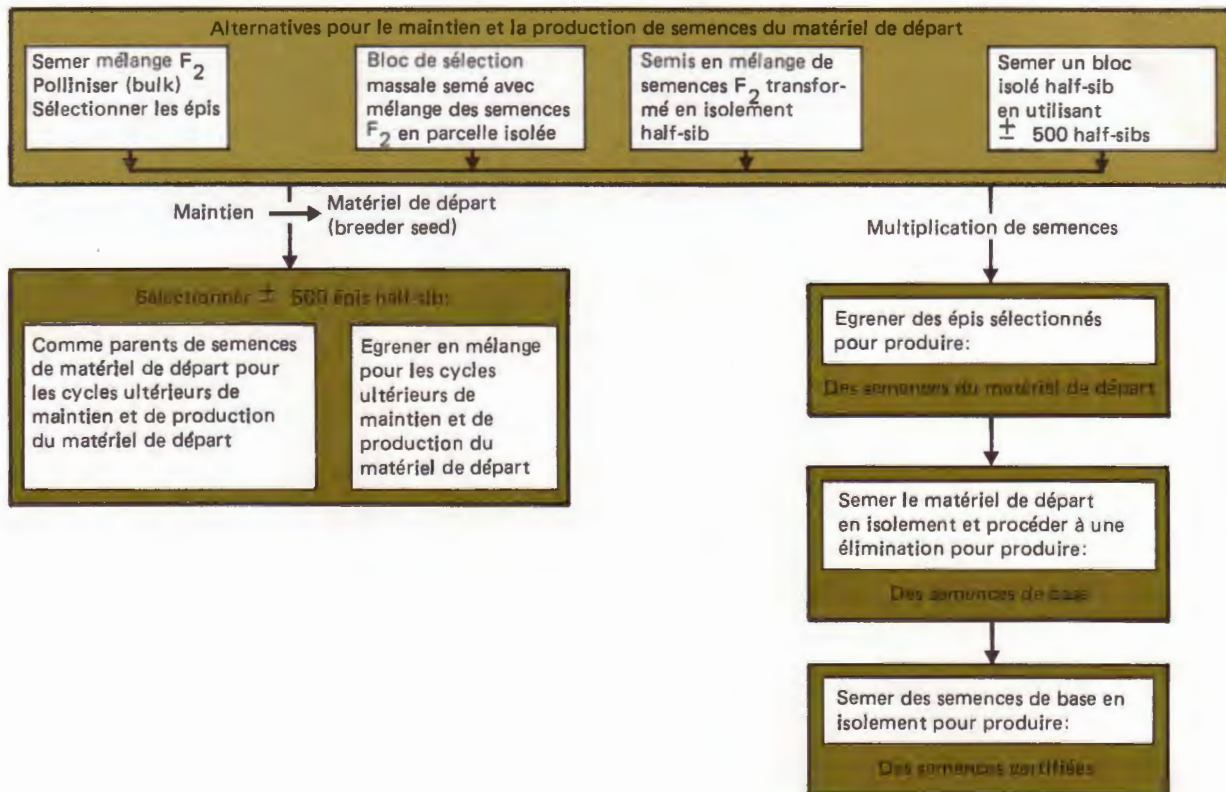 Alternatives pour le maintien et la production de semences du matériel de départ
Semer mélange F2
Polliniser (bulk)
Sélectionner les épis
Bloc de sélection
massale semé avec
mélange des semences
F2 en parcelle isolée
Semis en mélange de
semences F2 transfor-
mé en isolement
half-sib
Semer un bloc
isolé half-sib
en utilisant
± 500 half-sibs
Maintien
Matériel de départ
(breeder seed)
Multiplication de semences
Sélectionner ± 500 épis half-sib:
Comme parents de semences
de matériel de départ pour
les cycles ultérieurs de
maintien et de production
du matériel de départ
Egrener en mélange
pour les cycles
ultérieurs de
maintien et de
production du
matériel de départ
Egrener des épis sélectionnés
pour produire:
Des semences du matériel de départ
Semer le matériel de départ
en isolement et procéder à une
élimination pour produire:
Des semences de base
Semer des semences de base en
isolement pour produire:
Des semences certifiées